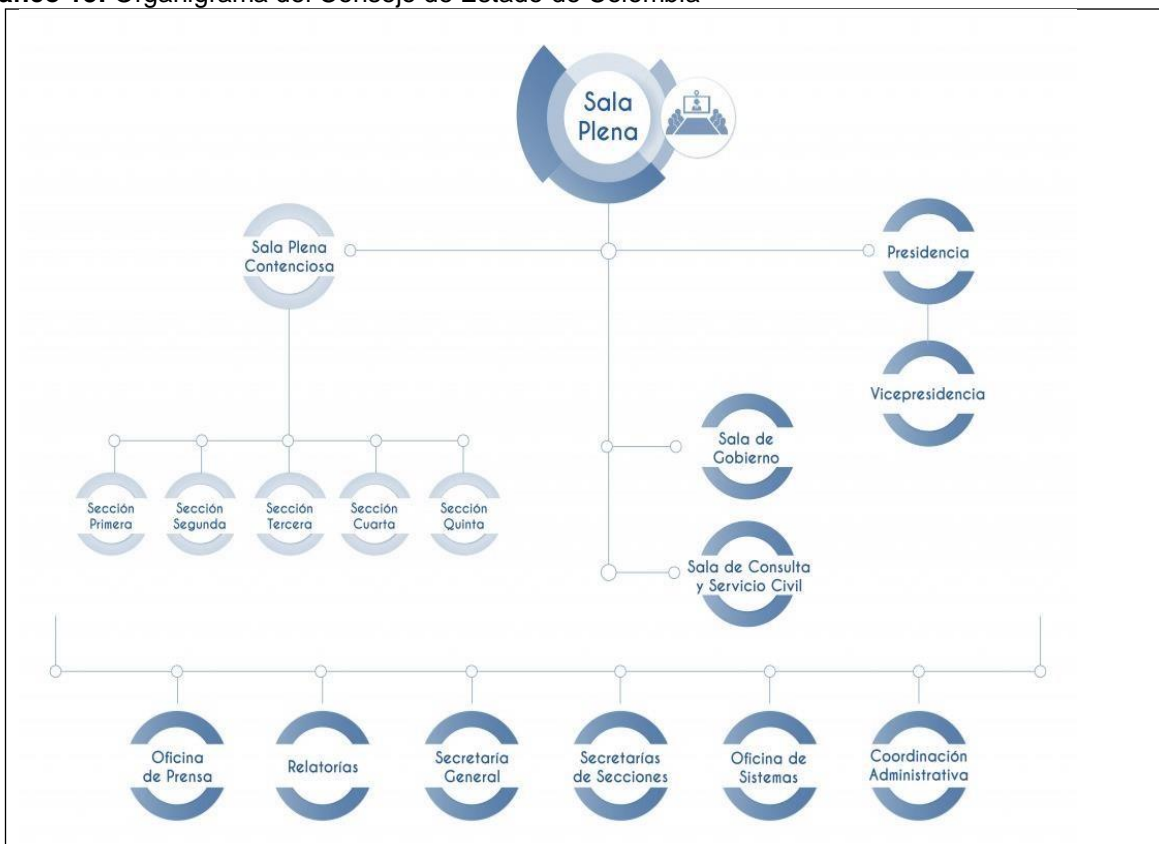 Organigrama del Consejo de Estado de Colombia
Sala
Plena
Sala Plena
Contenciosa
Presidencia
Vicepresidencia
Sala de
Gobierno
Sección
Primera
Sección
Segunda
Sección
Tercera
Sección
Cuarta
Sección
Quinta
Sala de Consulta
y Servicio Civil
Oficina
de Prensa
Relatorías
Secretaría
General
Secretarías
de Secciones
Oficina de
Sistemas
Coordinación
Administrativa